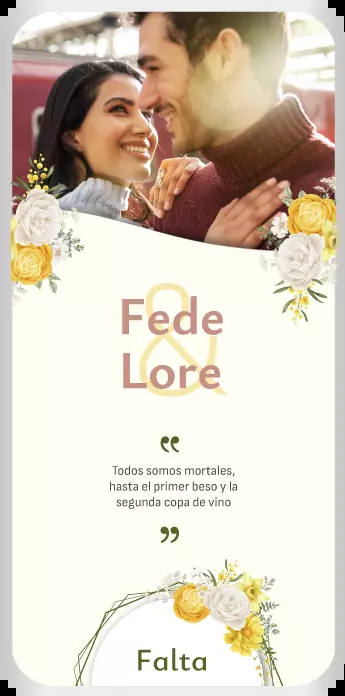 Fede
&
Lore
❝
Todos somos mortales,
hasta el primer beso y la
segunda copa de vino
❞
Falta